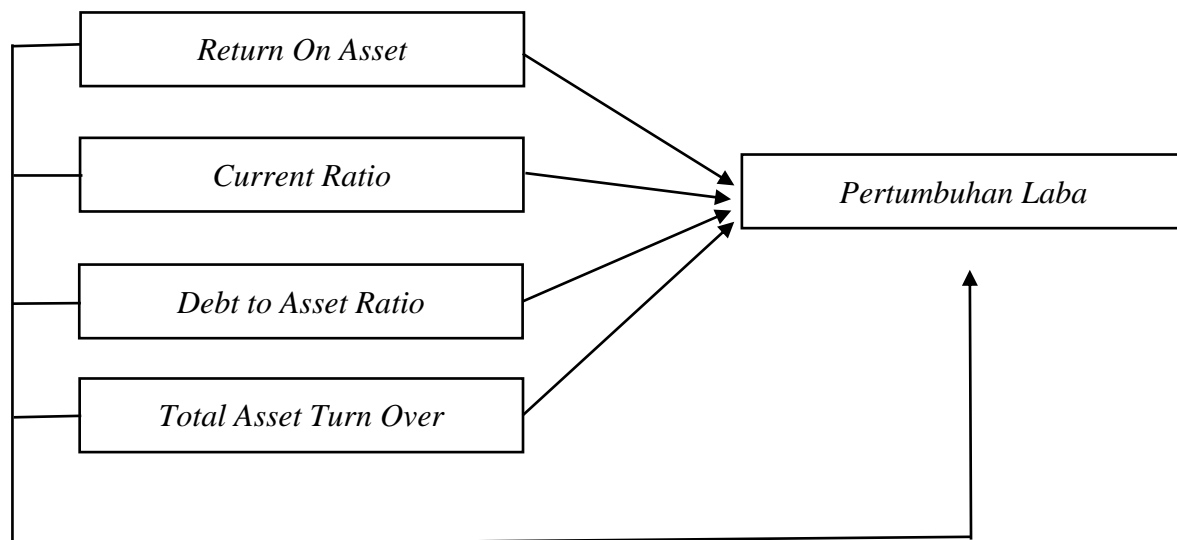 Return On Asset
Current Ratio
Pertumbuhan Laba
Debt to Asset Ratio
Total Asset Turn Over